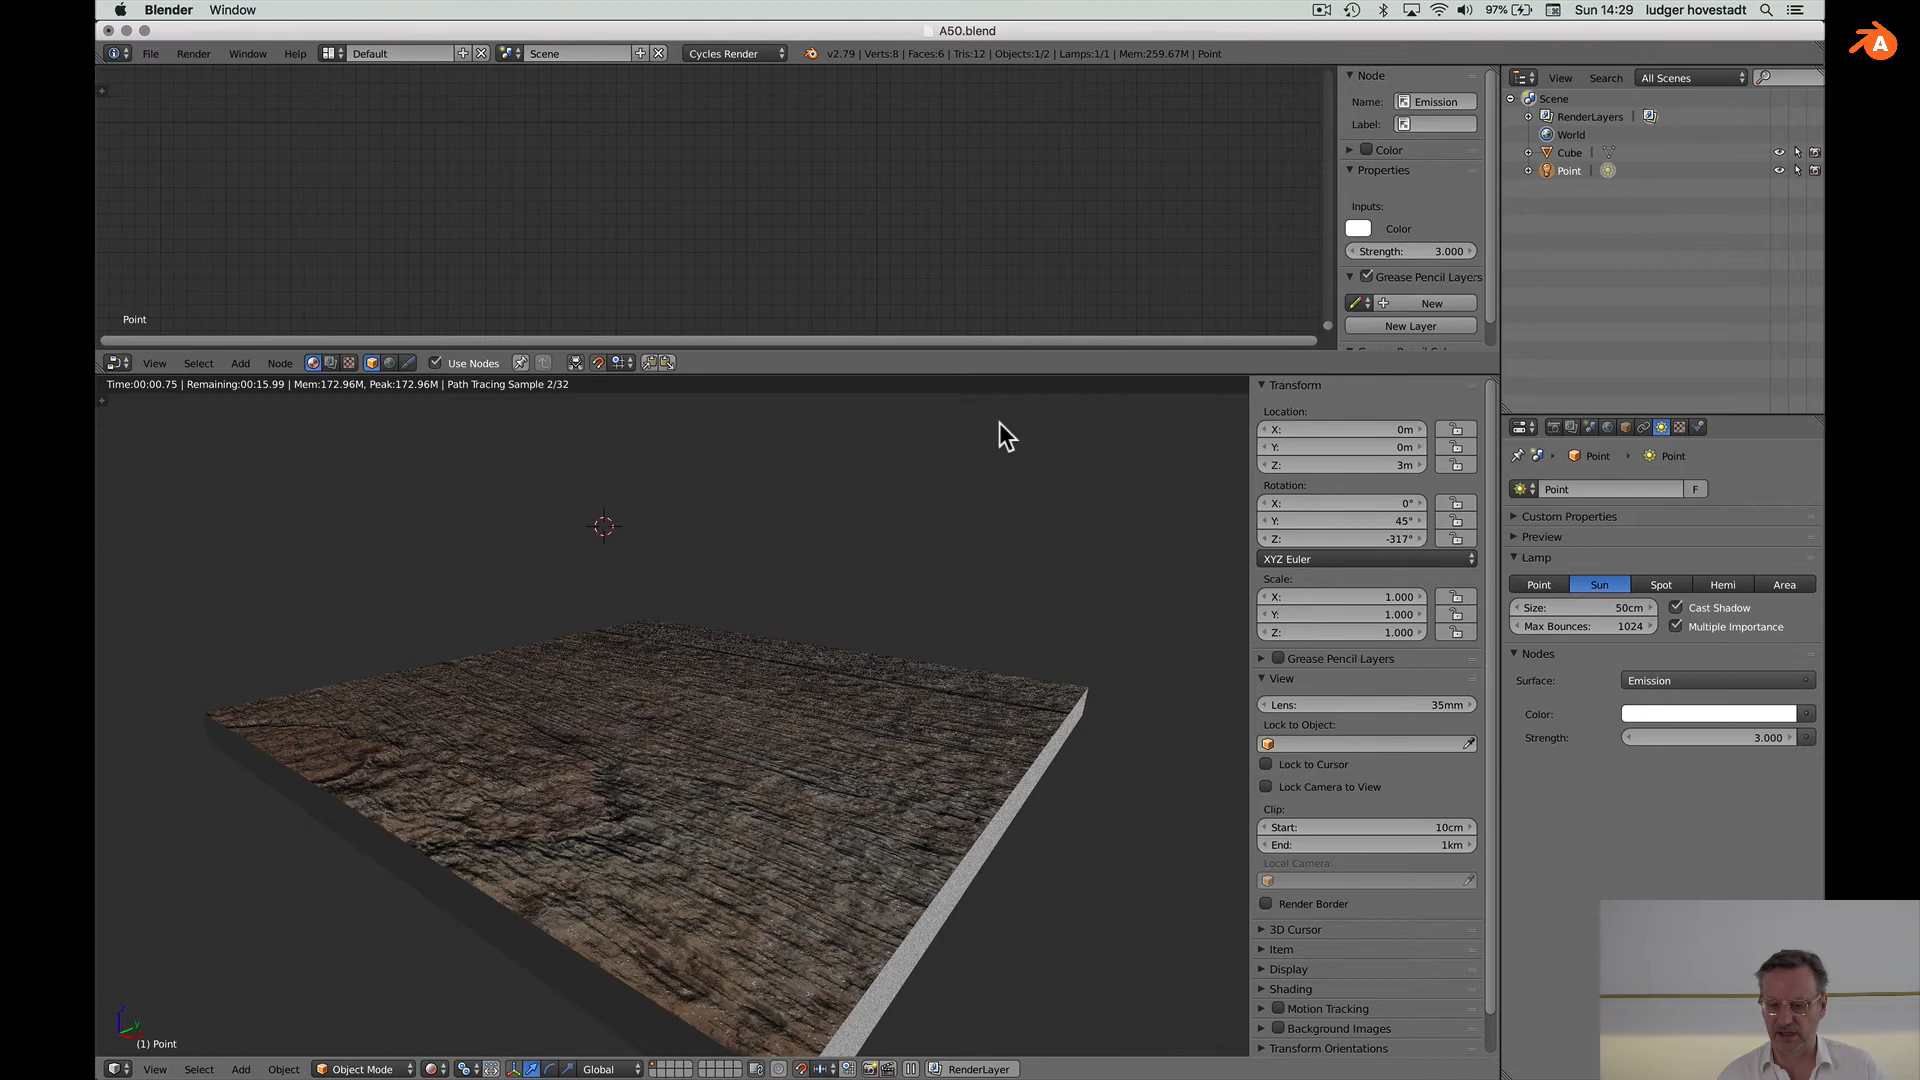 Blender Window 97% Sun 14:29 ludger hovestadt
A50.blend
File Render Window Help Default Scene Cycles Render v2.79 | Verts:8 | Faces:6 | Tris:12 | Objects:1/2 | Lamps:1/1 | Mem:259.67M | Point
A
View Search All Scenes
Node
Name: Emission
Label:
Color
Properties
Inputs:
Color
Strength: 3.000
Grease Pencil Layers
New
New Layer
Scene
RenderLayers
World
Cube
Point
Point
View Select Add Node Use Nodes
Time:00:00.75 | Remaining:00:15.99 | Mem:172.96M, Peak:172.96M | Path Tracing Sample 2/32
Transform
Location:
X: 0m
Y: 0m
Z: 3m
Rotation:
X: 0°
Y: 45°
Z: -317°
XYZ Euler
Scale:
X: 1.000
Y: 1.000
Z: 1.000
Grease Pencil Layers
View
Lens: 35mm
Lock to Object:
Lock to Cursor
Lock Camera to View
Clip:
Start: 10cm
End: 1km
Local Camera:
Render Border
3D Cursor
Item
Display
Shading
Motion Tracking
Background Images
Transform Orientations
Point Point
Point F
Custom Properties
Preview
Lamp
Point Sun Spot Hemi Area
Size: 50cm Cast Shadow
Max Bounces: 1024 Multiple Importance
Nodes
Surface: Emission
Color:
Strength: 3.000
(1) Point
View Select Add Object Object Mode Global RenderLayer